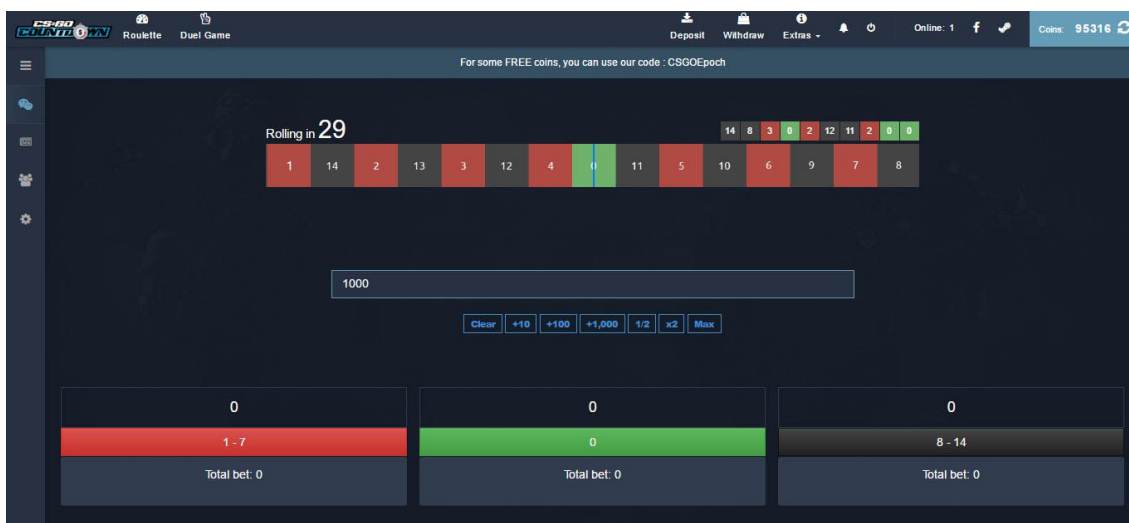 CS-GO
COUNTDOWN
Roulette
Duel Game
Deposit
Withdraw
Extras
Online: 1
Coins: 95316
For some FREE coins, you can use our code : CSGOEpoch
Rolling in 29
14 8 3 0 2 12 11 2 0 0
1 14 2 13 3 12 4 0 11 5 10 6 9 7 8
1000
Clear +10 +100 +1,000 1/2 x2 Max
0 0 0
1 - 7 0 8 - 14
Total bet: 0 Total bet: 0 Total bet: 0